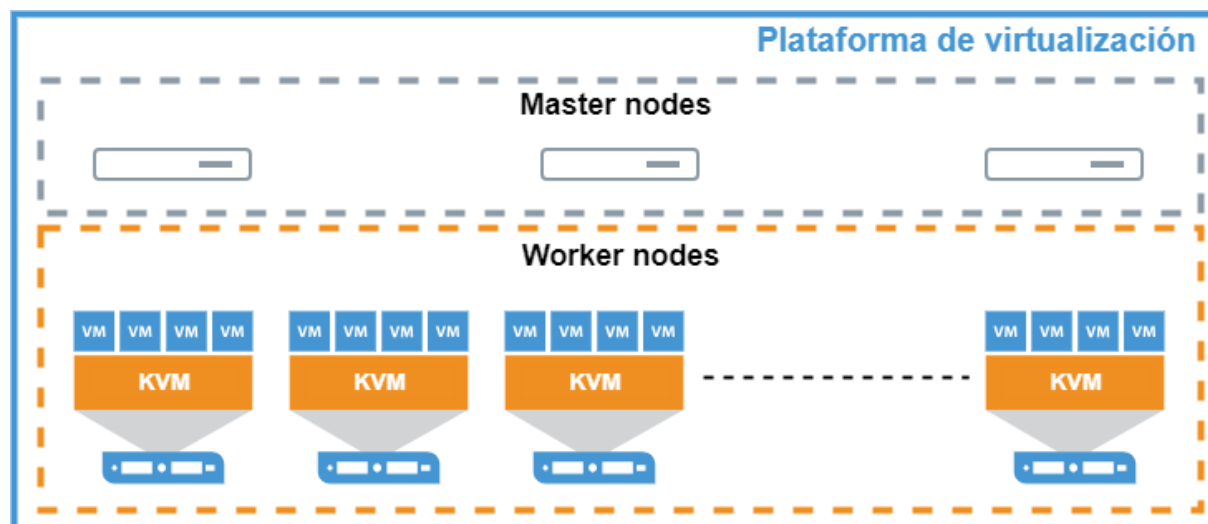 Plataforma de virtualización
Master nodes
Worker nodes
VM VM VM VM VM VM VM VM VM VM VM VM VM VM VM VM
KVM KVM KVM KVM